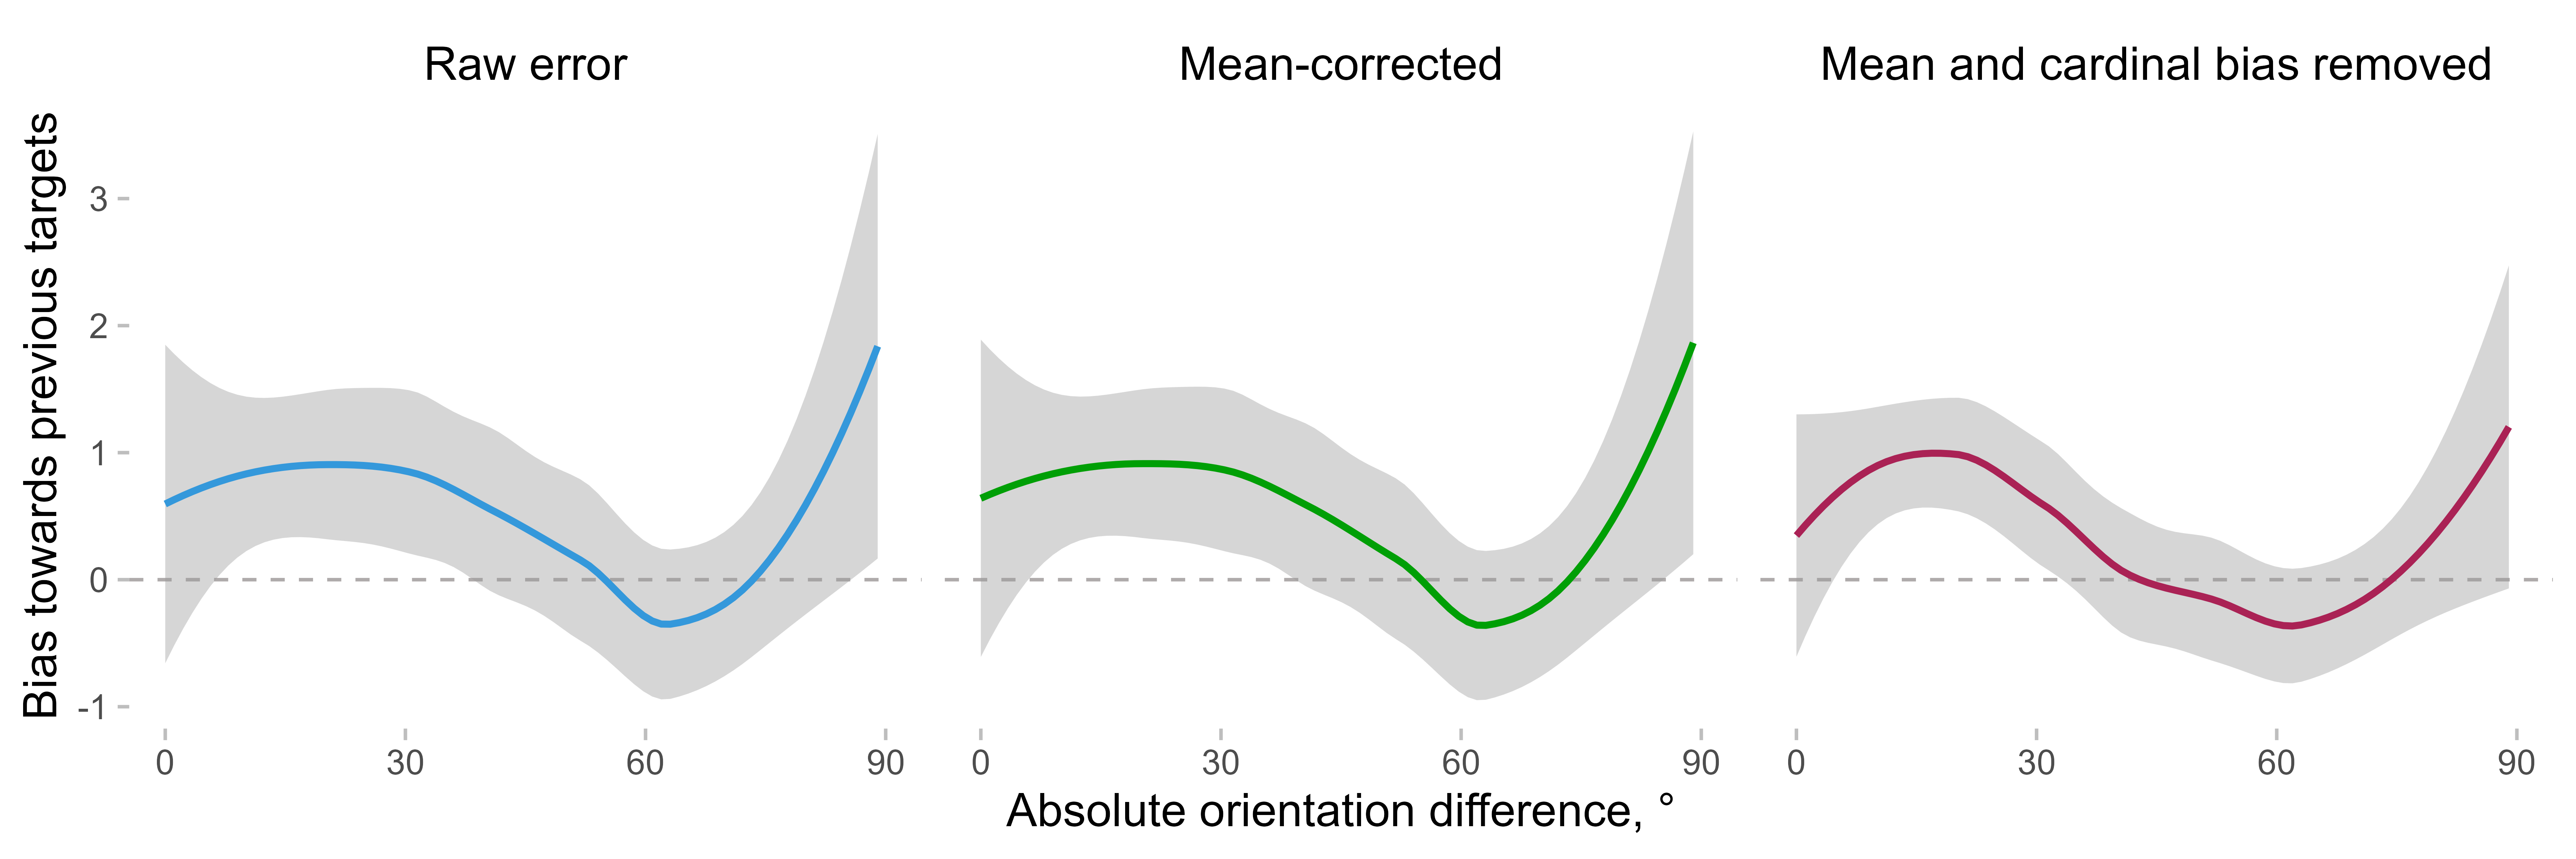 Raw error
Mean-corrected
Mean and cardinal bias removed
Bias towards previous targets
3
2
1
0
-1
0 30 60 90
0 30 60 90
0 30 60 90
Absolute orientation difference, °